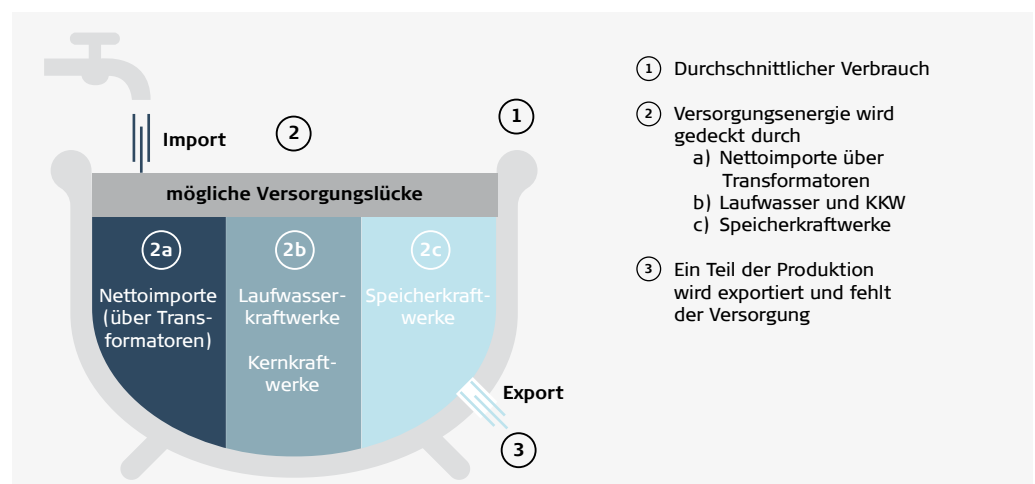 Import
2
1
mögliche Versorgungslücke
2a
Nettoimporte
(über Trans-
formatoren)
2b
Laufwasser-
kraftwerke
Kernkraft-
werke
2c
Speicherkraft-
werke
Export
3
1 Durchschnittlicher Verbrauch
2 Versorgungsenergie wird
gedeckt durch
a) Nettoimporte über
Transformatoren
b) Laufwasser und KKW
c) Speicherkraftwerke
3 Ein Teil der Produktion
wird exportiert und fehlt
der Versorgung